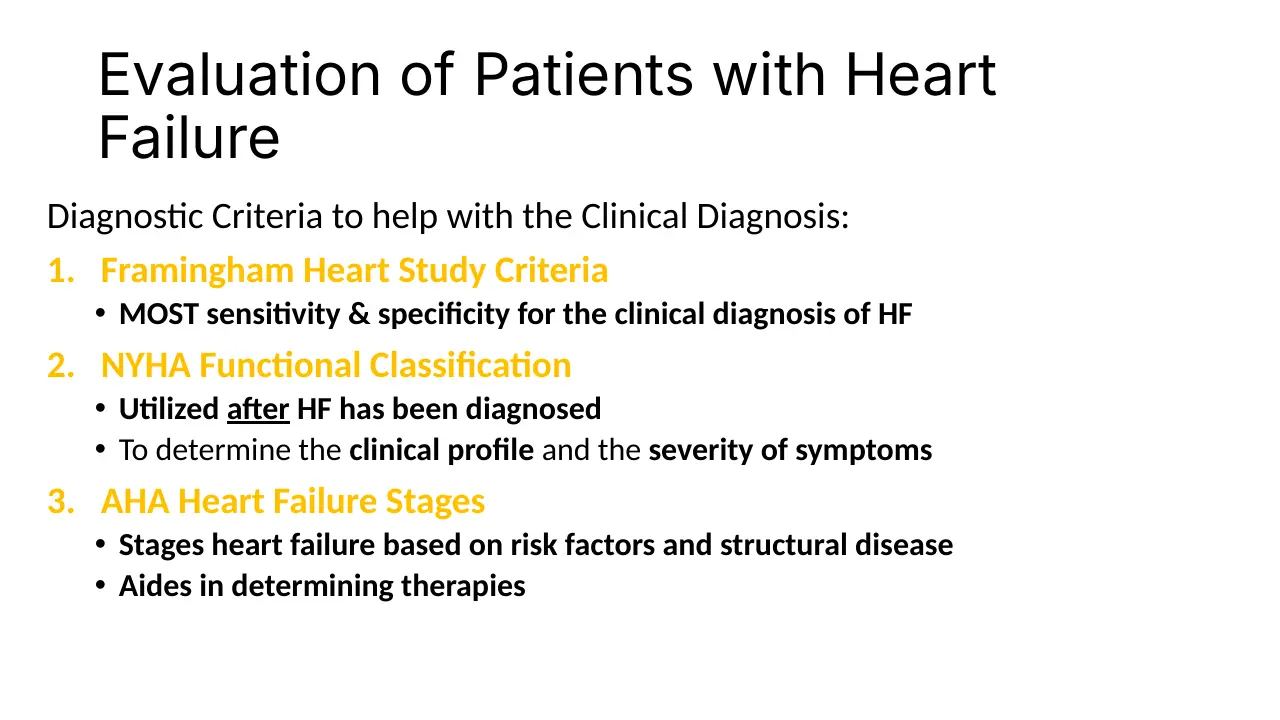 Evaluation of Patients with Heart
Failure
Diagnostic Criteria to help with the Clinical Diagnosis:
1. Framingham Heart Study Criteria
• MOST sensitivity & specificity for the clinical diagnosis of HF
2. NYHA Functional Classification
• Utilized after HF has been diagnosed
• To determine the clinical profile and the severity of symptoms
3. AHA Heart Failure Stages
• Stages heart failure based on risk factors and structural disease
• Aides in determining therapies